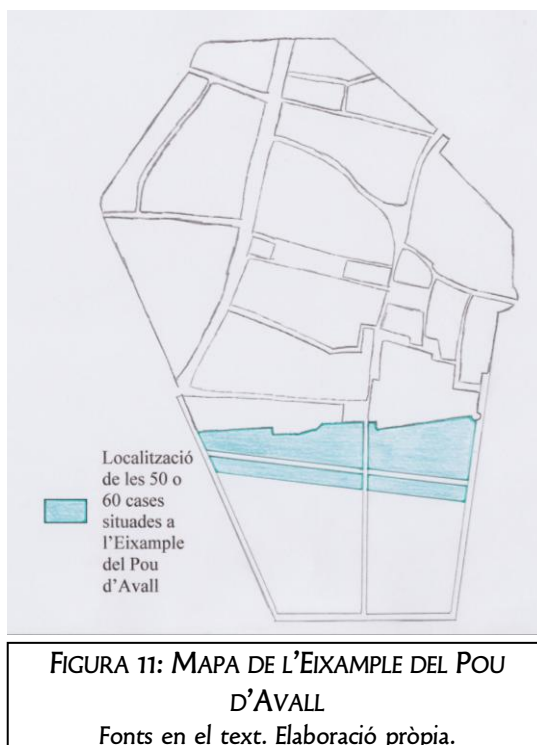 Localització
de les 50 o
60 cases
situades a
l'Eixample
del Pou
d'Avall
FIGURA 11: MAPA DE L'EIXAMPLE DEL POU
D'AVALL
Fonts en el text. Elaboració pròpia.